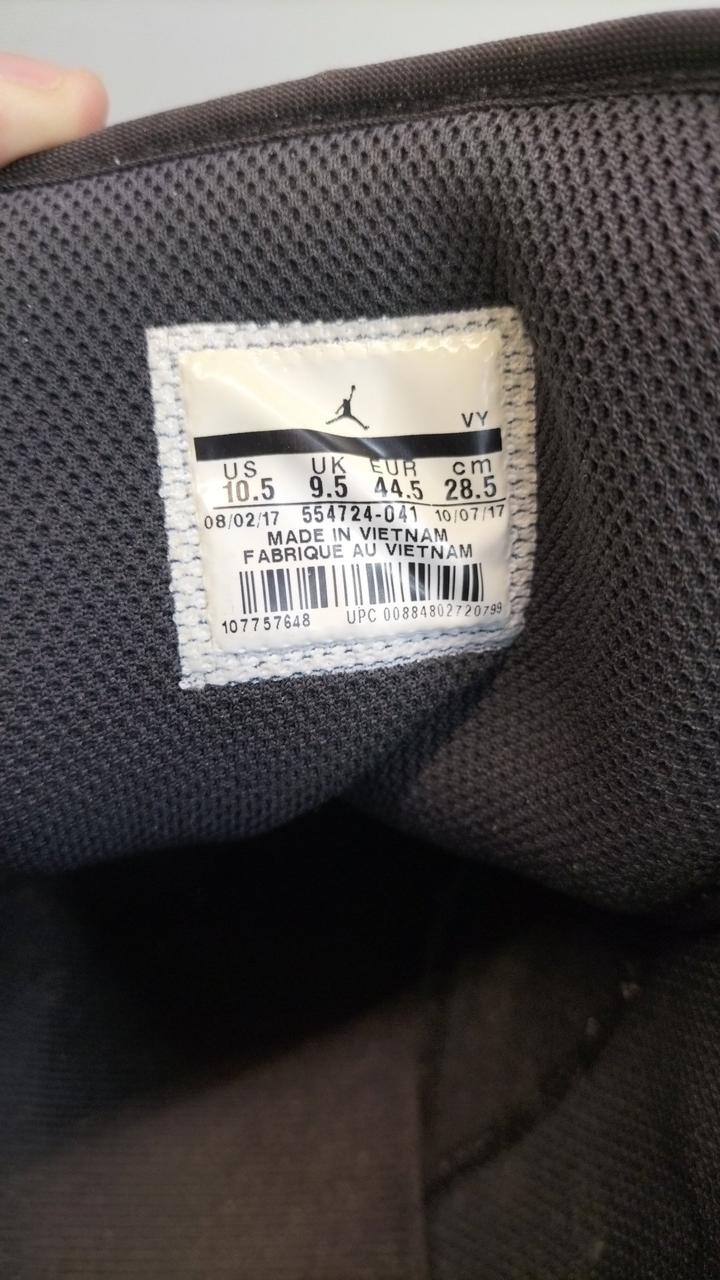 VY
US UK EUR cm
10.5 9.5 44.5 28.5
08/02/17 554724-041 10/07/17
MADE IN VIETNAM
FABRIQUE AU VIETNAM
107757648 UPC 00884802720799